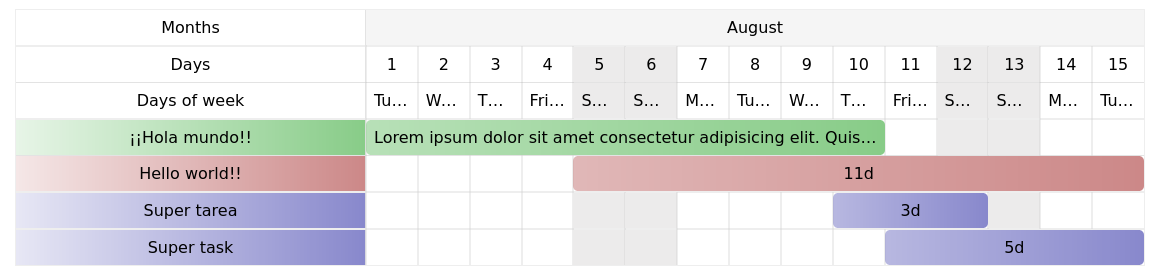 Months August
Days 1 2 3 4 5 6 7 8 9 10 11 12 13 14 15
Days of week Tu... W... T... Fri... S... S... M... Tu... W... T... Fri... S... S... M... Tu...
¡¡Hola mundo!! Lorem ipsum dolor sit amet consectetur adipisicing elit. Quis...
Hello world!! 11d
Super tarea 3d
Super task 5d